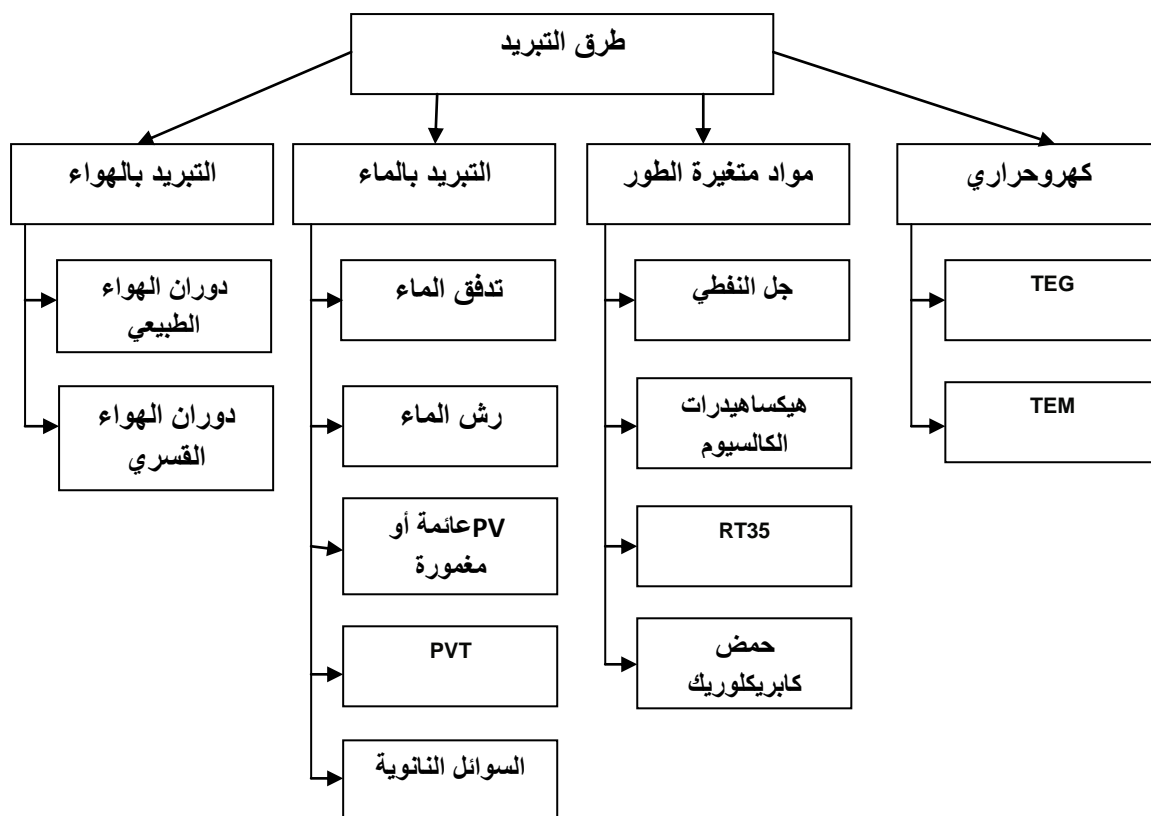 طرق التبريد
التبريد بالهواء
التبريد بالماء
مواد متغيرة الطور
كهروحراري
دوران الهواء
الطبيعي
دوران الهواء
القسري
تدفق الماء
رش الماء
PVعائمة أو
مغمورة
PVT
السوائل النانوية
جل النفطي
هيكساهيدرات
الكالسيوم
RT35
حمض
كابريكلوريك
TEG
TEM